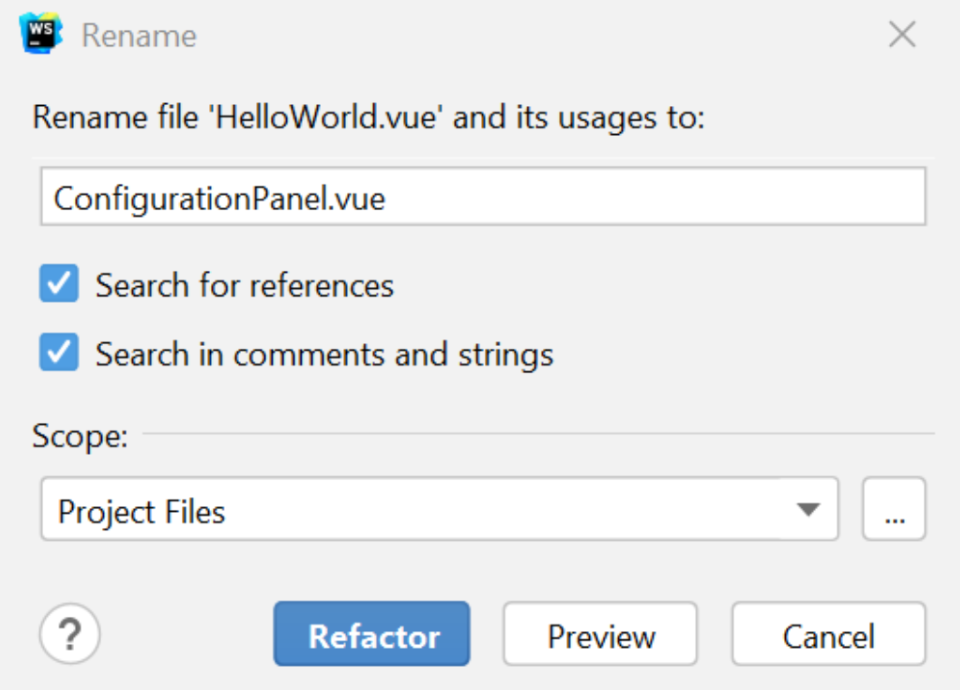 WS
Rename
Rename file 'HelloWorld.vue' and its usages to:
ConfigurationPanel.vue
Search for references
Search in comments and strings
Scope:
Project Files
...
?
Refactor
Preview
Cancel